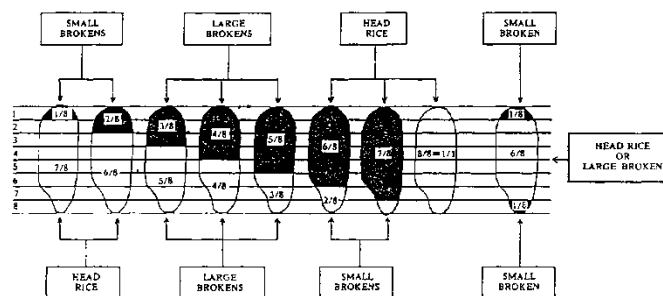 SMALL
BROKENS
LARGE
BROKENS
HEAD
RICE
SMALL
BROKEN
1
2
3
4
5
6
7
8
1/8
2/8
3/8
4/8
5/8
6/8
7/8
8/8=1/1
1/8
7/8
6/8
5/8
4/8
3/8
2/8
6/8
1/8
HEAD RICE
OR
LARGE BROKEN
HEAD
RICE
LARGE
BROKENS
SMALL
BROKENS
SMALL
BROKEN